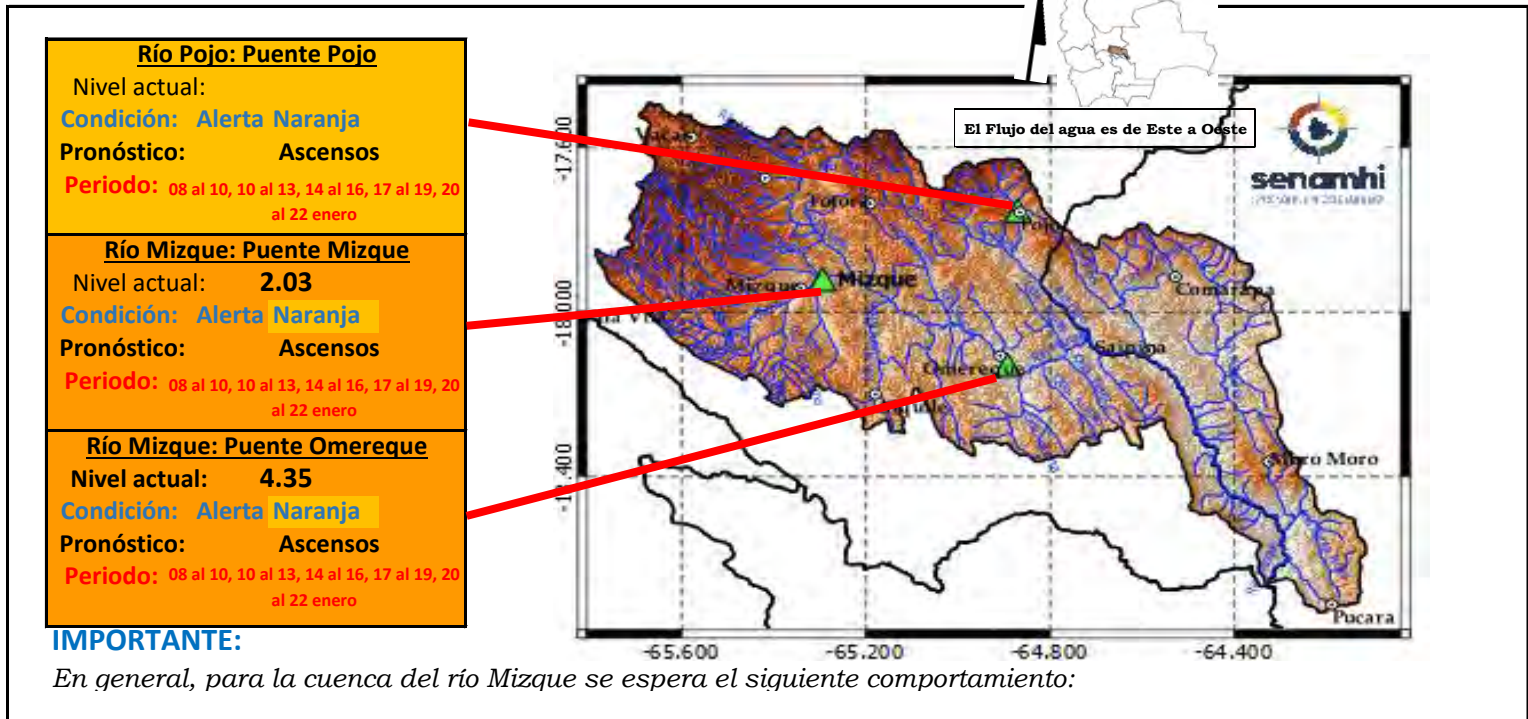 Río Pojo: Puente Pojo
Nivel actual:
Condición: Alerta Naranja
Pronóstico: Ascensos
Periodo: 08 al 10, 10 al 13, 14 al 16, 17 al 19, 20
al 22 enero
Río Mizque: Puente Mizque
Nivel actual: 2.03
Condición: Alerta Naranja
Pronóstico: Ascensos
Periodo: 08 al 10, 10 al 13, 14 al 16, 17 al 19, 20
al 22 enero
Río Mizque: Puente Omereque
Nivel actual: 4.35
Condición: Alerta Naranja
Pronóstico: Ascensos
Periodo: 08 al 10, 10 al 13, 14 al 16, 17 al 19, 20
al 22 enero
El Flujo del agua es de Este a Oeste
senamhi
Vacas
Totora
Pojo
Mizque
Mizque
Comarapa
Saipina
Omereque
Moro Moro
Pucara
-65.600 -65.200 -64.800 -64.400
IMPORTANTE:
En general, para la cuenca del río Mizque se espera el siguiente comportamiento: